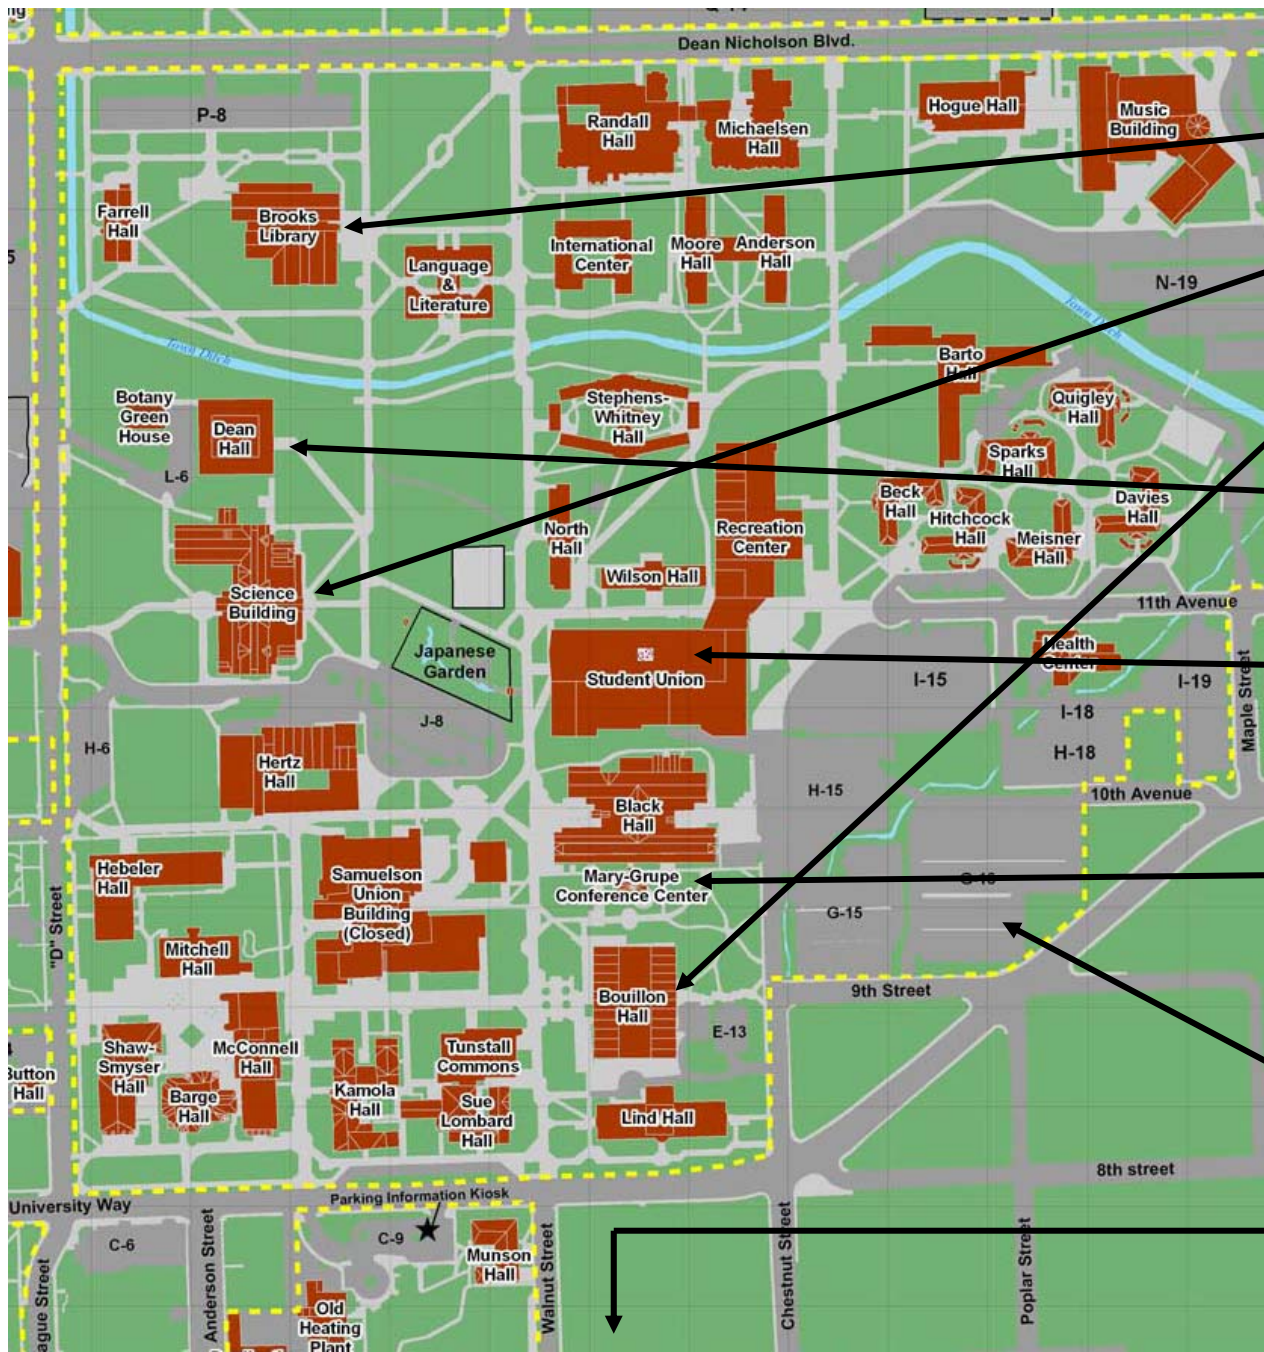 Dean Nicholson Blvd.
P-8
Randall
Hall
Michaelsen
Hall
Hogue Hall
Music
Building
Farrell
Hall
Brooks
Library
Language
&
Literature
International
Center
Moore
Hall
Anderson
Hall
N-19
Town Ditch
Town Ditch
Barto
Hall
Botany
Green
House
Dean
Hall
L-6
Stephens-
Whitney
Hall
Quigley
Hall
Sparks
Hall
Beck
Hall
Hitchcock
Hall
Davies
Hall
Meisner
Hall
North
Hall
Recreation
Center
Wilson Hall
Science
Building
11th Avenue
Japanese
Garden
Student Union
Health
Center
I-15
I-19
I-18
H-18
Maple Street
J-8
H-6
Hertz
Hall
H-15
10th Avenue
Black
Hall
Hebeler
Hall
Samuelson
Union
Building
(Closed)
Mary-Grupe
Conference Center
G-15
"D" Street
Mitchell
Hall
9th Street
Bouillon
Hall
E-13
Shaw-
Smyser
Hall
McConnell
Hall
Barge
Hall
Tunstall
Commons
Kamola
Hall
Sue
Lombard
Hall
Lind Hall
Button
Hall
8th street
University Way
Parking Information Kiosk
C-6
C-9
Munson
Hall
Old
Heating
Plant
Anderson Street
Walnut Street
Chestnut Street
Poplar Street